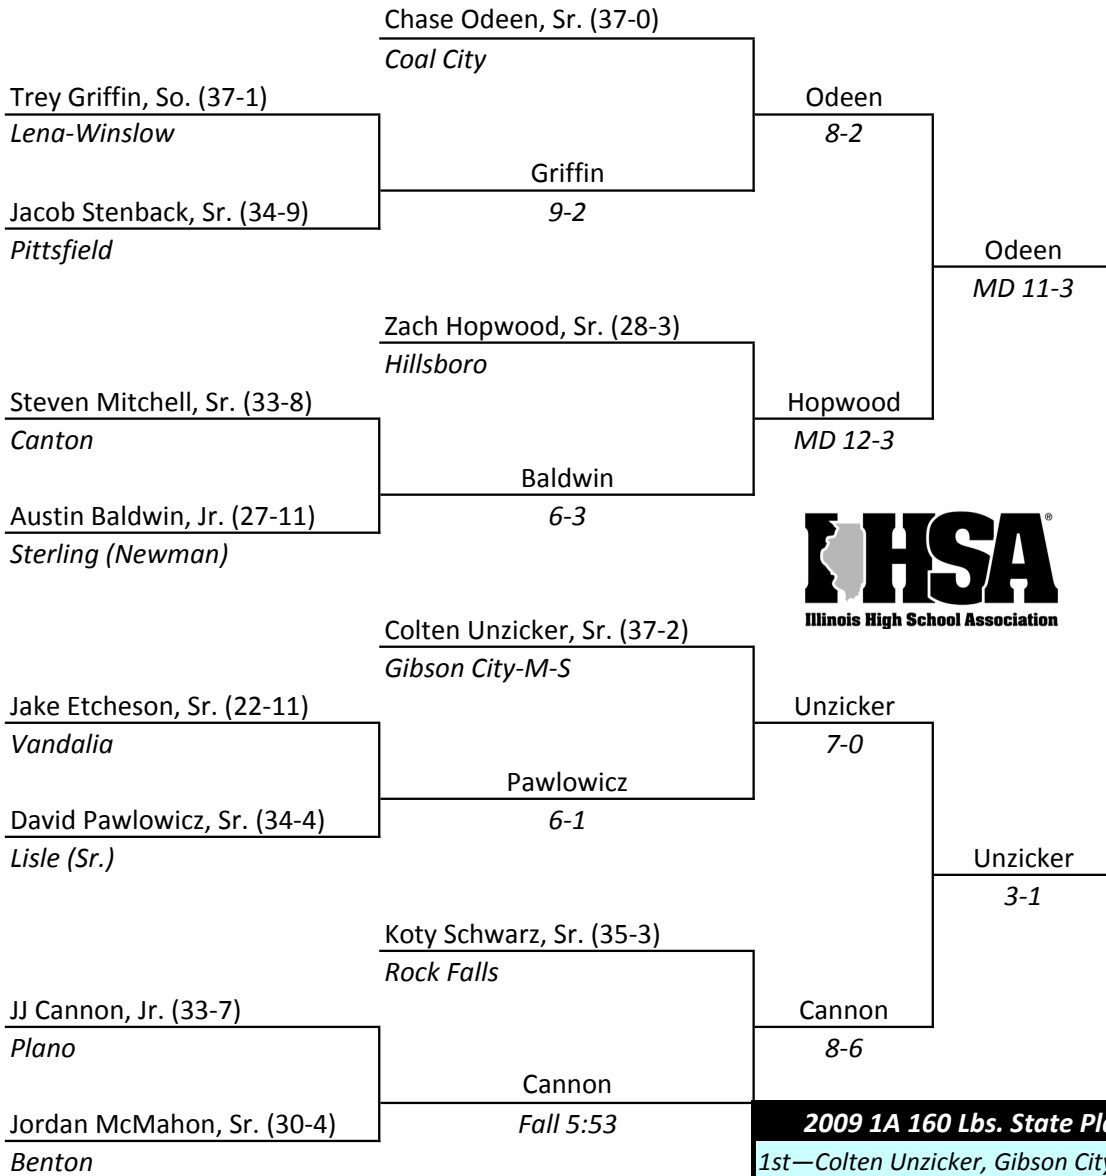 Chase Odeen, Sr. (37-0)
Coal City
Trey Griffin, So. (37-1)
Lena-Winslow
Odeen
8-2
Griffin
9-2
Jacob Stenback, Sr. (34-9)
Pittsfield
Odeen
MD 11-3
Zach Hopwood, Sr. (28-3)
Hillsboro
Steven Mitchell, Sr. (33-8)
Canton
Hopwood
MD 12-3
Baldwin
6-3
Austin Baldwin, Jr. (27-11)
Sterling (Newman)
IHSA®
Illinois High School Association
Colten Unzicker, Sr. (37-2)
Gibson City-M-S
Jake Etcheson, Sr. (22-11)
Vandalia
Unzicker
7-0
Pawlowicz
6-1
David Pawlowicz, Sr. (34-4)
Lisle (Sr.)
Unzicker
3-1
Koty Schwarz, Sr. (35-3)
Rock Falls
JJ Cannon, Jr. (33-7)
Plano
Cannon
8-6
Cannon
Fall 5:53
Jordan McMahon, Sr. (30-4)
Benton
2009 1A 160 Lbs. State
1st—Colten Unzicker, Gibson City